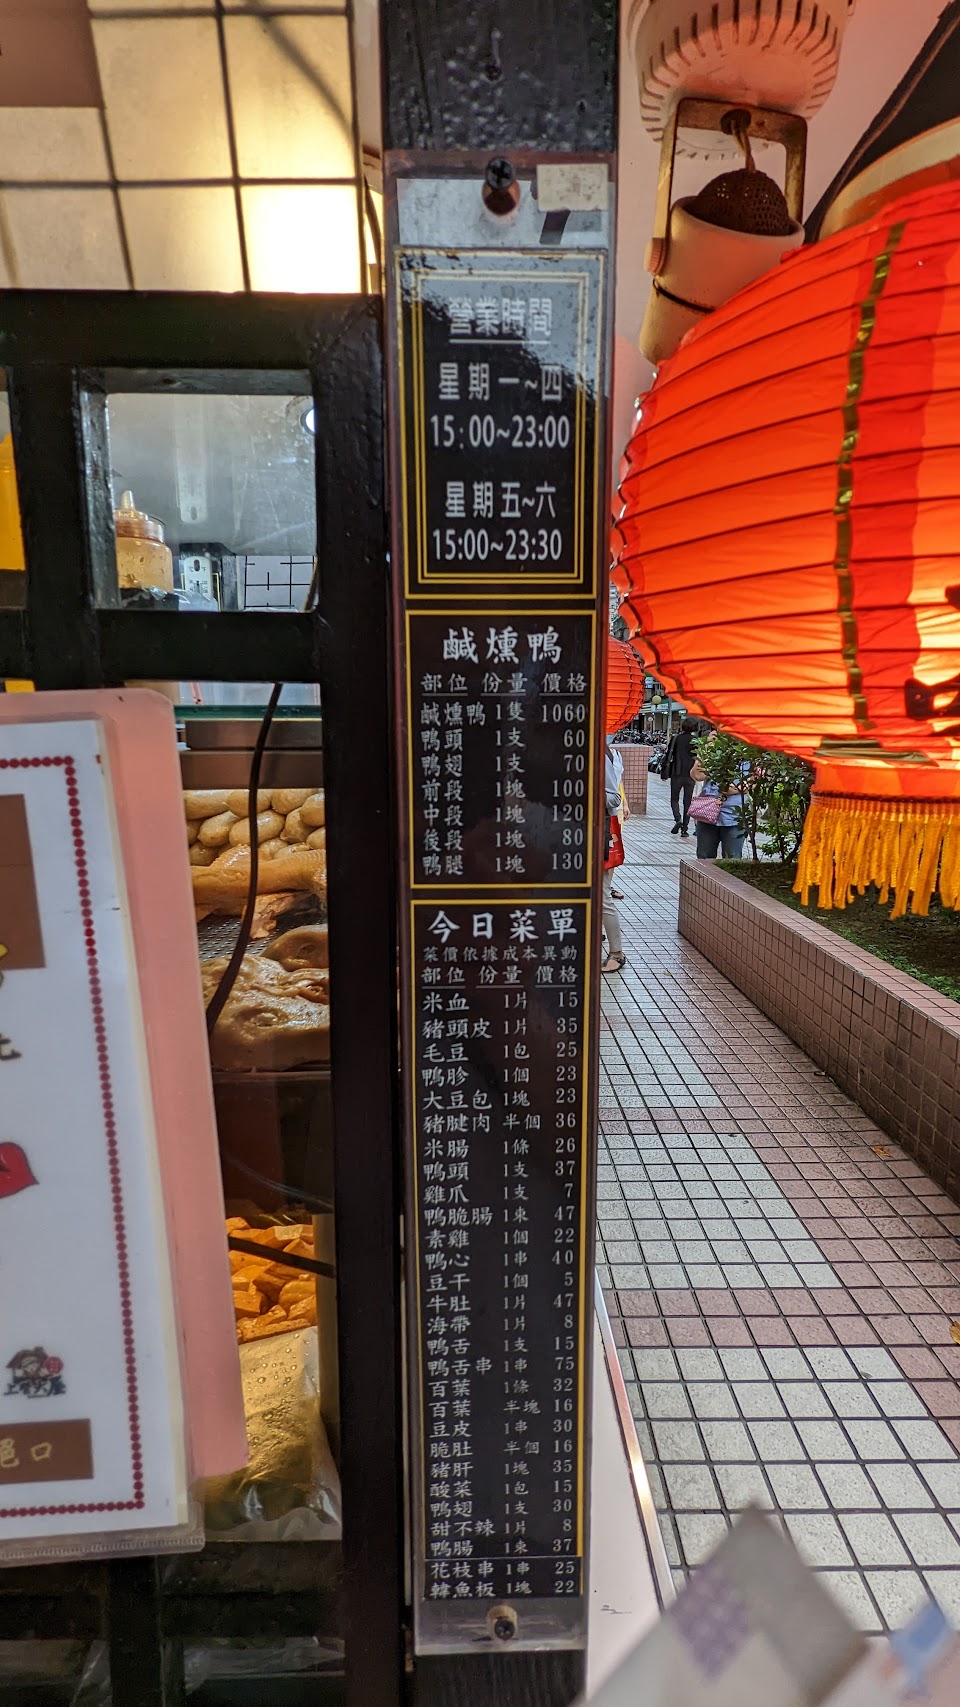 營業時間
星期一~四
15:00~23:00
星期五~六
15:00~23:30
鹹燻鴨
部位 份量 價格
鹹燻鴨 1隻 1060
鴨頭 1支 60
鴨翅 1支 70
前段 1塊 100
中段 1塊 120
後段 1塊 80
鴨腿 1塊 130
今日菜單
菜價依據成本異動
部位 份量 價格
米血 1片 15
豬頭皮 1片 35
毛豆 1包 25
鴨胗 1個 23
大豆包 1塊 23
豬腱肉 半個 36
米腸 1條 26
鴨頭 1支 37
雞爪 1支 7
鴨脆腸 1束 47
素雞 1個 22
鴨心 1串 40
豆干 1個 5
牛肚 1片 47
海帶 1片 8
鴨舌 1支 15
鴨舌串 1串 75
百葉 1條 32
百葉 半塊 16
豆皮 1串 30
脆肚 半個 16
豬肝 1塊 35
酸菜 1包 15
鴨翅 1支 30
甜不辣 1片 8
鴨腸 1束 37
花枝串 1串 25
韓魚板 1塊 22
口